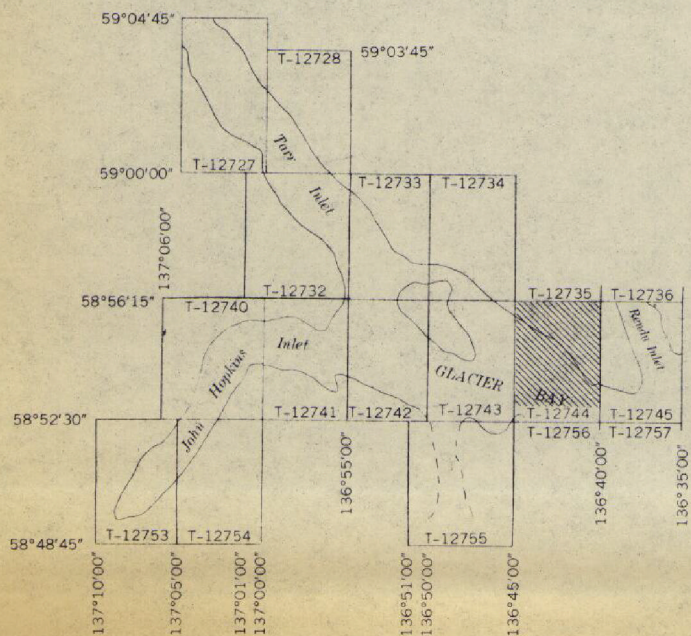 59°04'45"
T-12728
59°03'45"
Tarr
Inlet
T-12727
59°00'00"
T-12733
T-12734
137°06'00"
T-12732
58°56'15"
T-12740
T-12735
T-12736
Rendu Inlet
John Hopkins Inlet
GLACIER
BAY
T-12741
T-12742
T-12743
T-12744
T-12745
58°52'30"
T-12756
T-12757
136°55'00"
136°40'00"
136°35'00"
58°48'45"
T-12753
T-12754
T-12755
137°10'00"
137°05'00"
137°01'00"
137°00'00"
136°51'00"
136°50'00"
136°45'00"